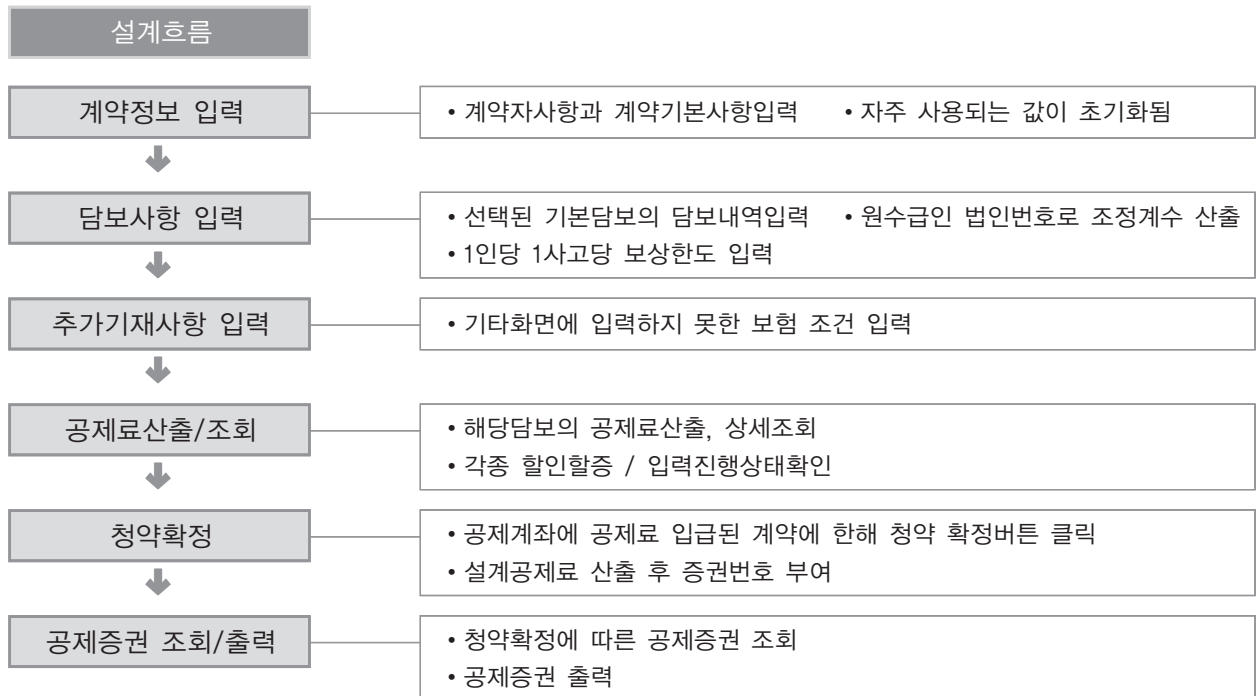 설계흐름
계약정보 입력
• 계약자사항과 계약기본사항입력 • 자주 사용되는 값이 초기화됨
담보사항 입력
• 선택된 기본담보의 담보내역입력 • 원수급인 법인번호로 조정계수 산출
• 1인당 1사고당 보상한도 입력
추가기재사항 입력
• 기타화면에 입력하지 못한 보험 조건 입력
공제료산출/조회
• 해당담보의 공제료산출, 상세조회
• 각종 할인할증 / 입력진행상태확인
청약확정
• 공제계좌에 공제료 입급된 계약에 한해 청약 확정버튼 클릭
• 설계공제료 산출 후 증권번호 부여
공제증권 조회/출력
• 청약확정에 따른 공제증권 조회
• 공제증권 출력